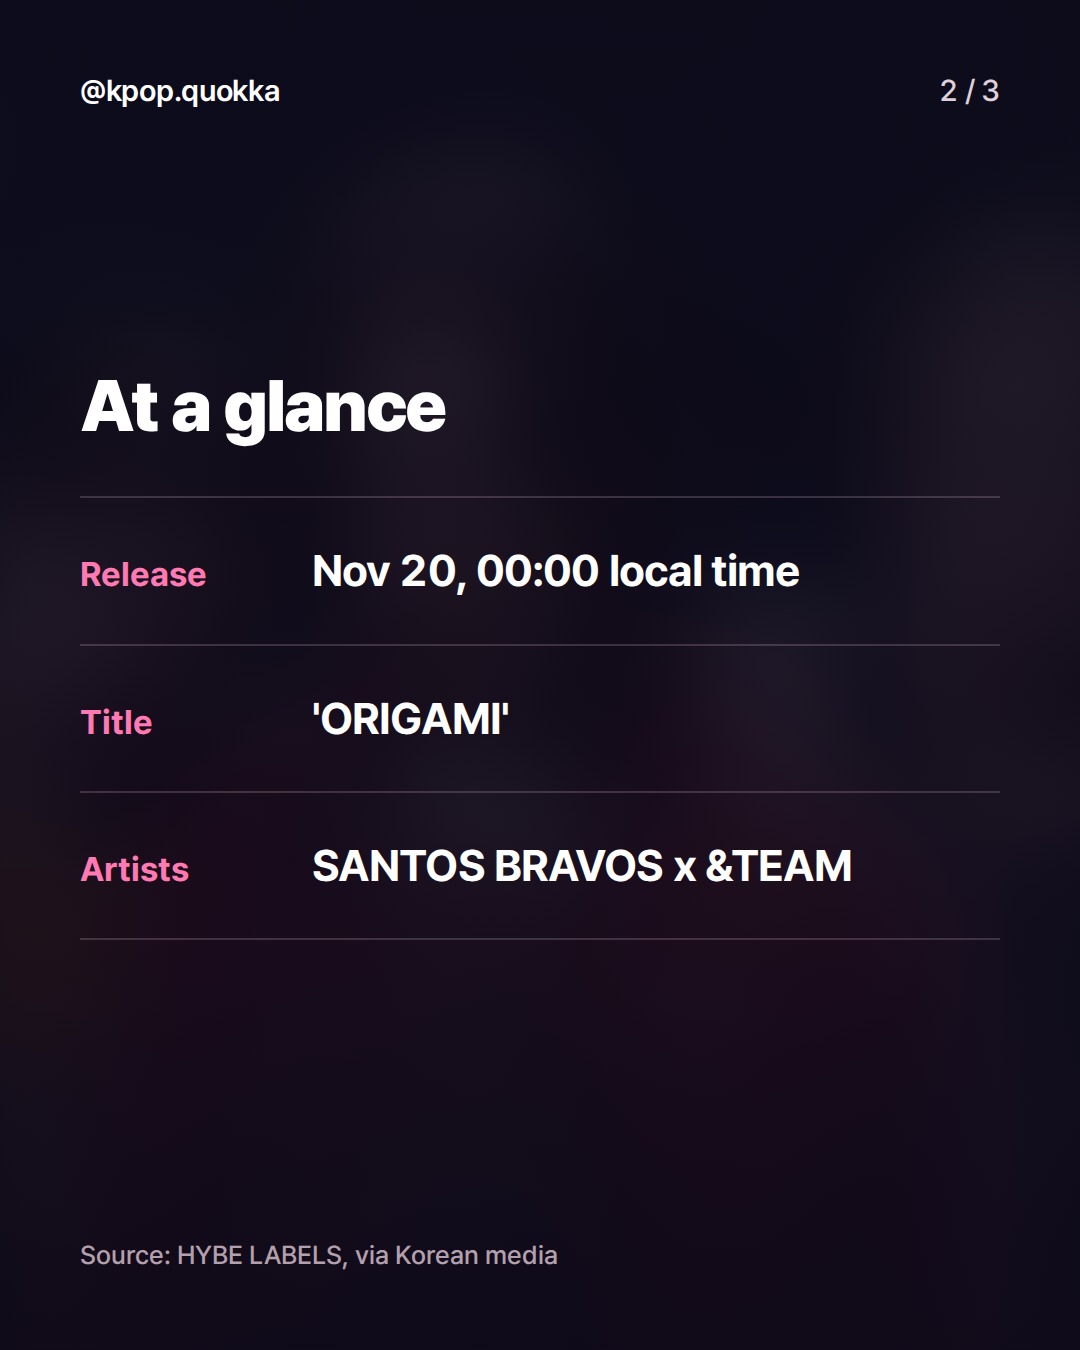 @kpop.quokka
2 / 3
At a glance
Release Nov 20, 00:00 local time
Title 'ORIGAMI'
Artists SANTOS BRAVOS x &TEAM
Source: HYBE LABELS, via Korean media